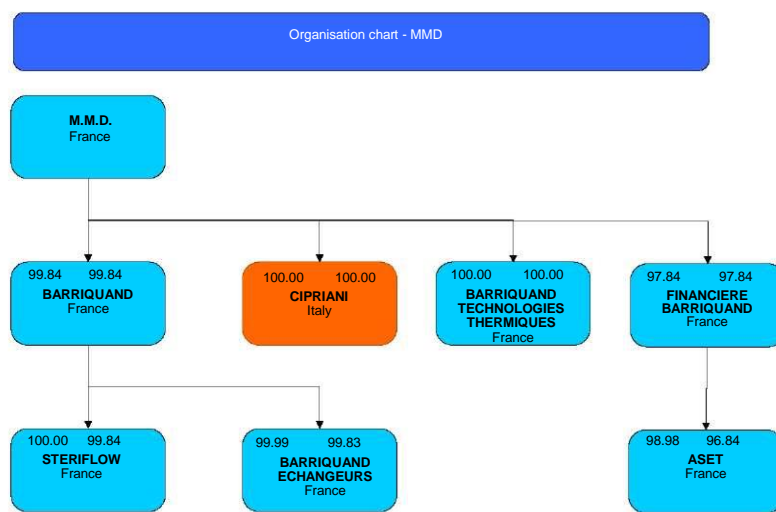 Organisation chart - MMD
M.M.D.
France
99.84 99.84
BARRIQUAND
France
100.00 100.00
CIPRIANI
Italy
100.00 100.00
BARRIQUAND
TECHNOLOGIES
THERMIQUES
France
97.84 97.84
FINANCIERE
BARRIQUAND
France
100.00 99.84
STERIFLOW
France
99.99 99.83
BARRIQUAND
ECHANGEURS
France
98.98 96.84
ASET
France